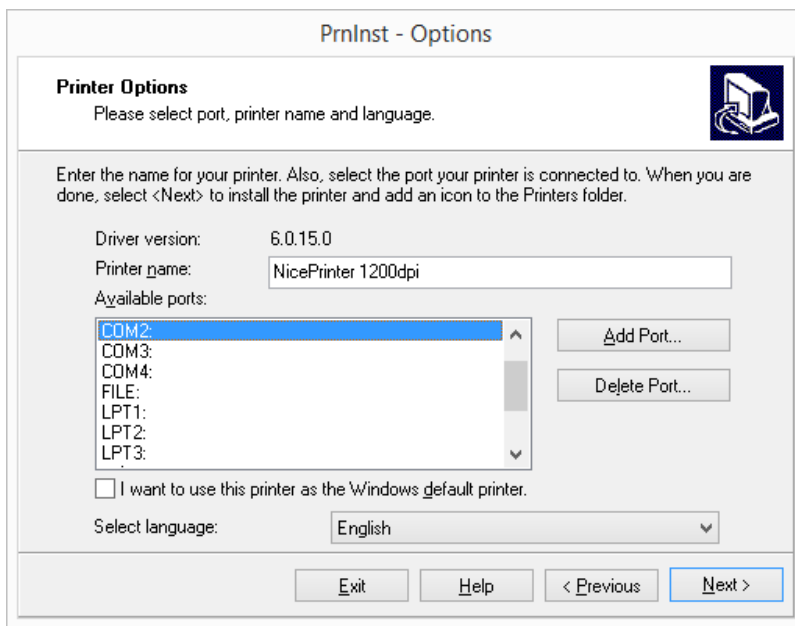 PrnInst - Options
Printer Options
Please select port, printer name and language.
Enter the name for your printer. Also, select the port your printer is connected to. When you are
done, select <Next> to install the printer and add an icon to the Printers folder.
Driver version: 6.0.15.0
Printer name: NicePrinter 1200dpi
Available ports:
COM2:
COM3:
COM4:
FILE:
LPT1:
LPT2:
LPT3:
Add Port...
Delete Port...
I want to use this printer as the Windows default printer.
Select language: English
Exit Help < Previous Next >